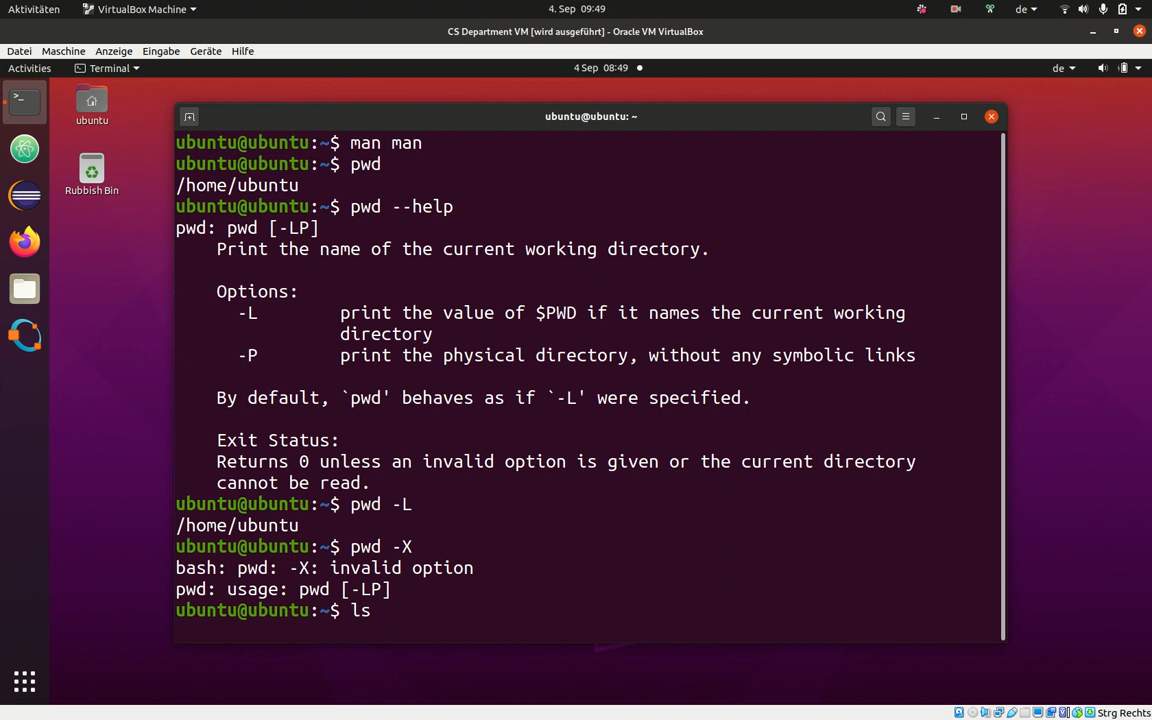 Aktivitäten VirtualBox Machine 4. Sep 09:49 de
CS Department VM [wird ausgeführt] - Oracle VM VirtualBox
Datei Maschine Anzeige Eingabe Geräte Hilfe
Activities Terminal 4 Sep 08:49 de
ubuntu
Rubbish Bin
ubuntu@ubuntu: ~
ubuntu@ubuntu:~$ man man
ubuntu@ubuntu:~$ pwd
/home/ubuntu
ubuntu@ubuntu:~$ pwd --help
pwd: pwd [-LP]
Print the name of the current working directory.
Options:
-L print the value of $PWD if it names the current working
directory
-P print the physical directory, without any symbolic links
By default, `pwd' behaves as if `-L' were specified.
Exit Status:
Returns 0 unless an invalid option is given or the current directory
cannot be read.
ubuntu@ubuntu:~$ pwd -L
/home/ubuntu
ubuntu@ubuntu:~$ pwd -X
bash: pwd: -X: invalid option
pwd: usage: pwd [-LP]
ubuntu@ubuntu:~$ ls
Strg Rechts